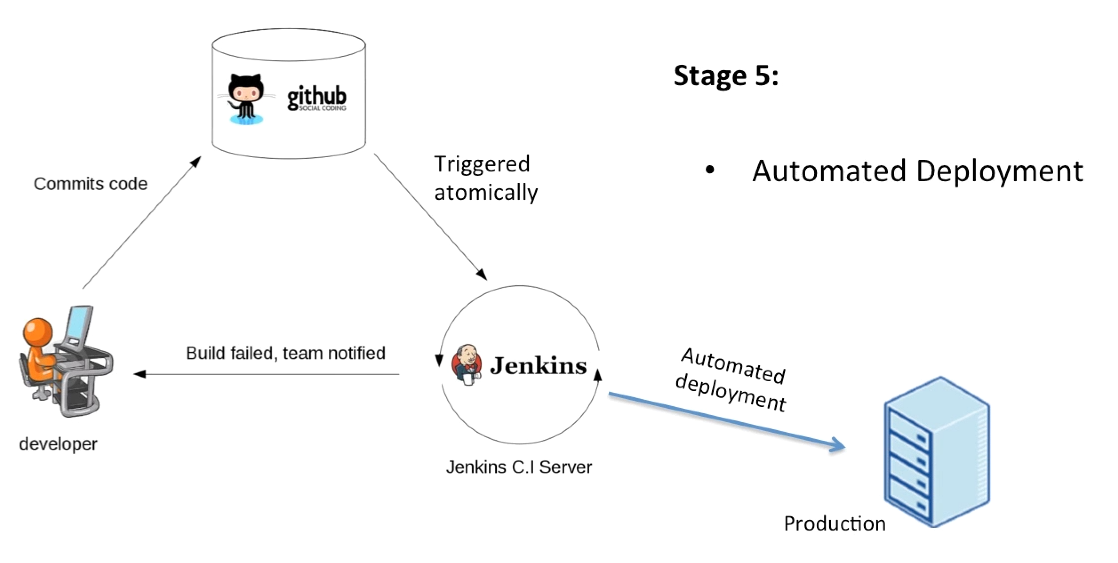 github
SOCIAL CODING
Stage 5:
• Automated Deployment
Commits code
Triggered
atomically
Build failed, team notified
Jenkins
Automated
deployment
developer
Jenkins C.I Server
Production